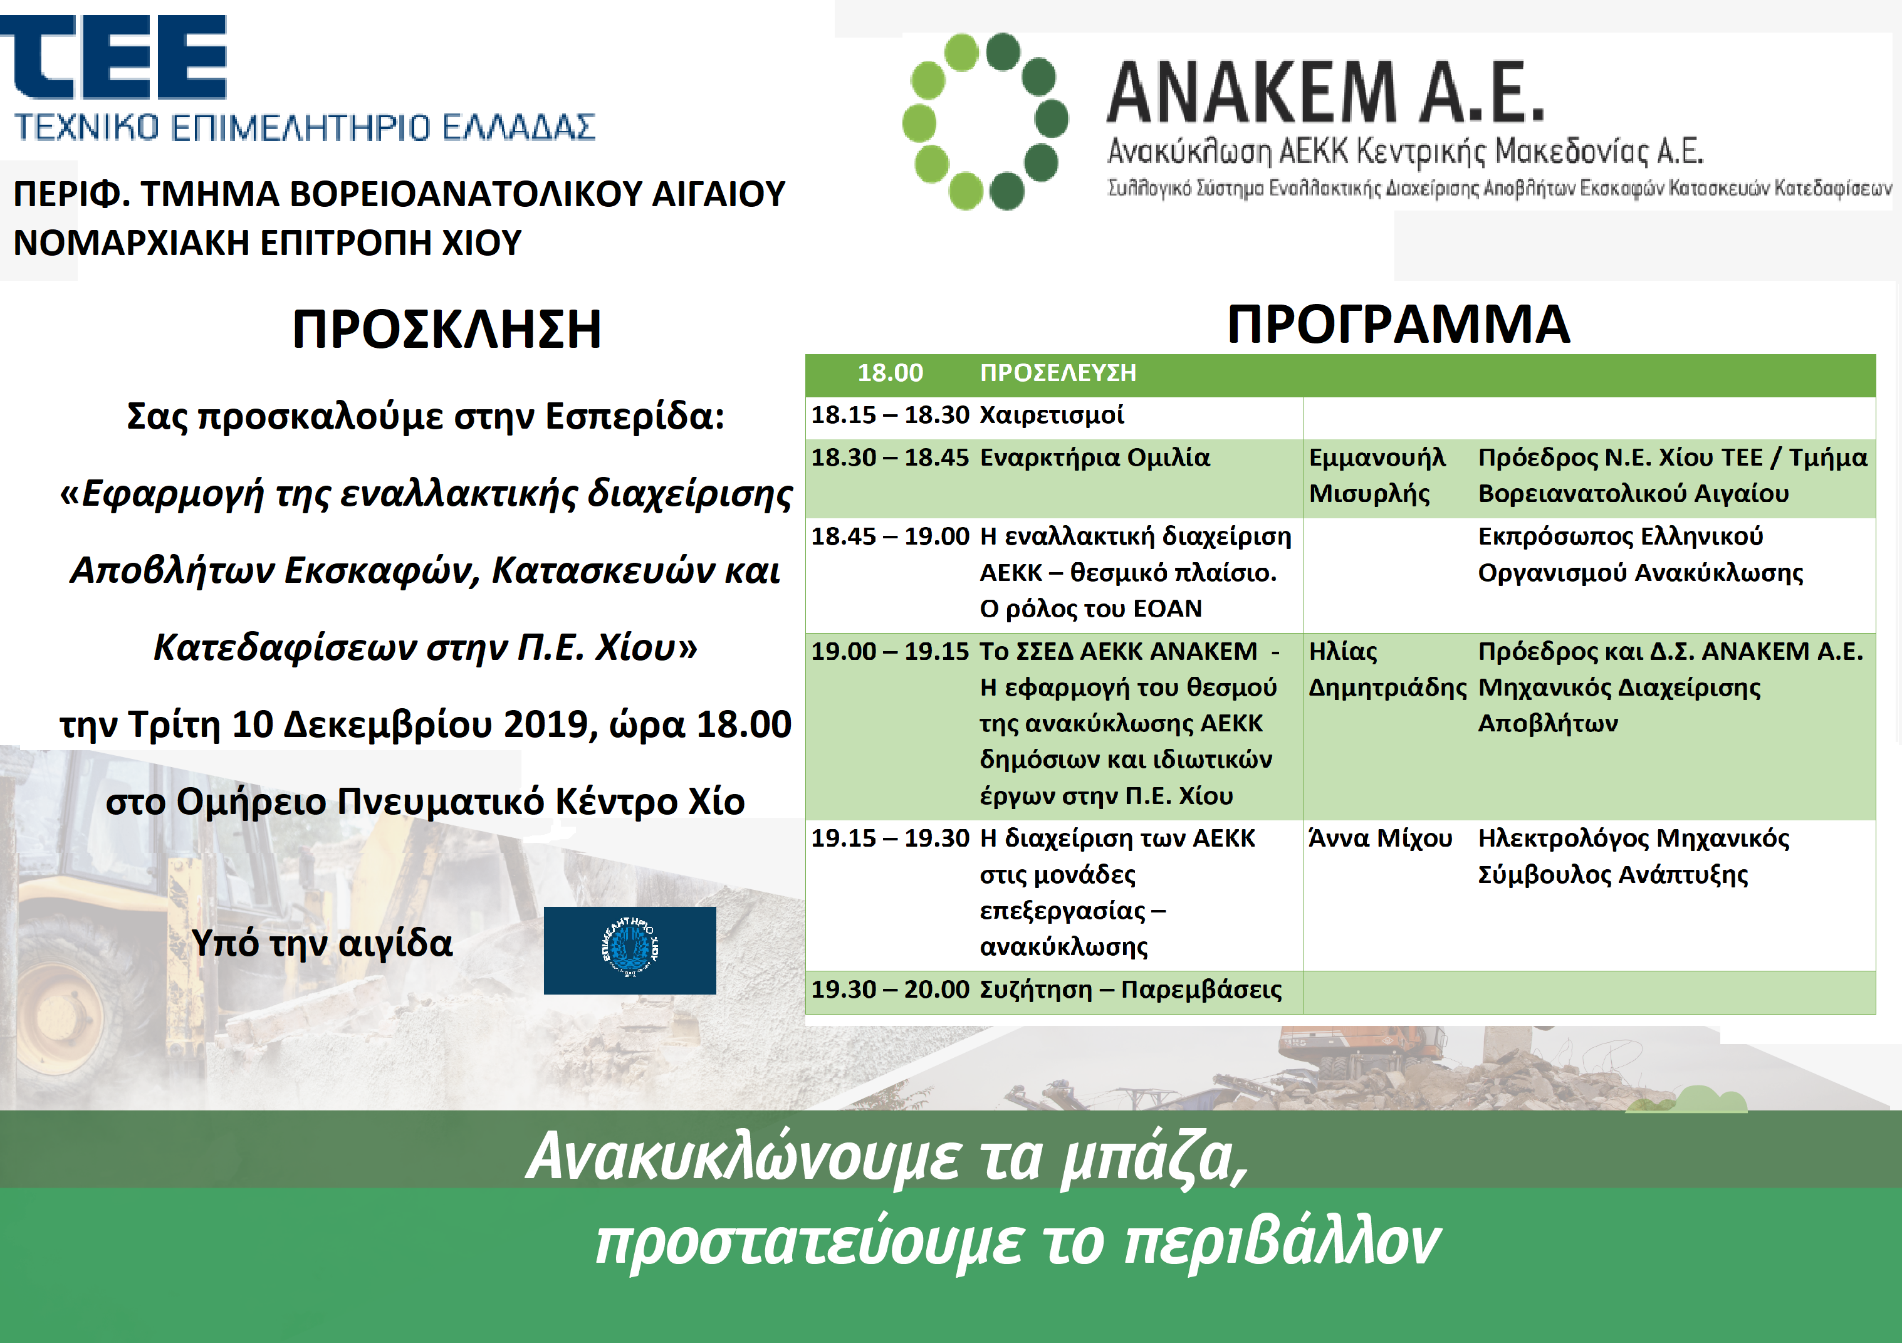 ΤΕΕ
ΤΕΧΝΙΚΟ ΕΠΙΜΕΛΗΤΗΡΙΟ ΕΛΛΑΔΑΣ
ΠΕΡΙΦ. ΤΜΗΜΑ ΒΟΡΕΙΟΑΝΑΤΟΛΙΚΟΥ ΑΙΓΑΙΟΥ
ΝΟΜΑΡΧΙΑΚΗ ΕΠΙΤΡΟΠΗ ΧΙΟΥ
ΑΝΑΚΕΜ Α.Ε.
Ανακύκλωση ΑΕΚΚ Κεντρικής Μακεδονίας Α.Ε.
Συλλογικό Σύστημα Εναλλακτικής Διαχείρισης Αποβλήτων Εκσκαφών Κατασκευών Κατεδαφίσεων
ΠΡΟΣΚΛΗΣΗ
Σας προσκαλούμε στην Εσπερίδα:
«Εφαρμογή της εναλλακτικής διαχείρισης
Αποβλήτων Εκσκαφών, Κατασκευών και
Κατεδαφίσεων στην Π.Ε. Χίου»
την Τρίτη 10 Δεκεμβρίου 2019, ώρα 18.00
στο Ομήρειο Πνευματικό Κέντρο Χίο
Υπό την αιγίδα
ΕΠΙΜΕΛΗΤΗΡΙΟ ΧΙΟΥ
ΠΡΟΓΡΑΜΜΑ
18.00 ΠΡΟΣΕΛΕΥΣΗ
18.15 – 18.30 Χαιρετισμοί
18.30 – 18.45 Εναρκτήρια Ομιλία Εμμανουήλ Πρόεδρος Ν.Ε. Χίου ΤΕΕ / Τμήμα
Μισυρλής Βορειανατολικού Αιγαίου
18.45 – 19.00 Η εναλλακτική διαχείριση Εκπρόσωπος Ελληνικού
ΑΕΚΚ – θεσμικό πλαίσιο. Οργανισμού Ανακύκλωσης
Ο ρόλος του ΕΟΑΝ
19.00 – 19.15 Το ΣΣΕΔ ΑΕΚΚ ΑΝΑΚΕΜ - Ηλίας Πρόεδρος και Δ.Σ. ΑΝΑΚΕΜ Α.Ε.
Η εφαρμογή του θεσμού Δημητριάδης Μηχανικός Διαχείρισης
της ανακύκλωσης ΑΕΚΚ Αποβλήτων
δημόσιων και ιδιωτικών
έργων στην Π.Ε. Χίου
19.15 – 19.30 Η διαχείριση των ΑΕΚΚ Άννα Μίχου Ηλεκτρολόγος Μηχανικός
στις μονάδες Σύμβουλος Ανάπτυξης
επεξεργασίας –
ανακύκλωσης
19.30 – 20.00 Συζήτηση – Παρεμβάσεις
Ανακυκλώνουμε τα μπάζα,
προστατεύουμε το περιβάλλον